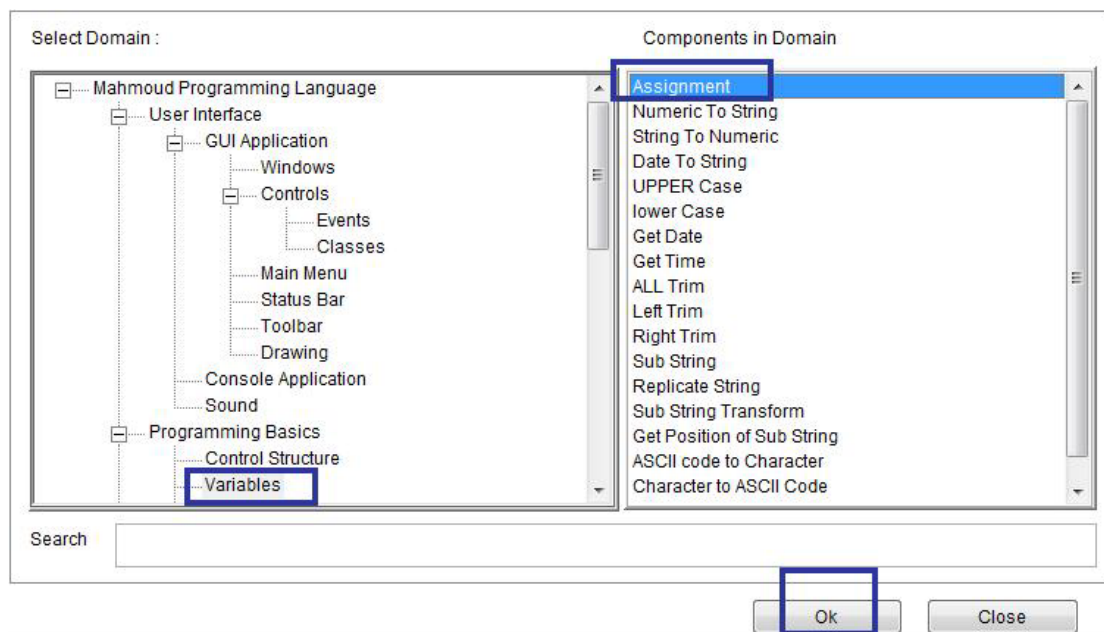 Select Domain :
Mahmoud Programming Language
User Interface
GUI Application
Windows
Controls
Events
Classes
Main Menu
Status Bar
Toolbar
Drawing
Console Application
Sound
Programming Basics
Control Structure
Variables
Components in Domain
Assignment
Numeric To String
String To Numeric
Date To String
UPPER Case
lower Case
Get Date
Get Time
ALL Trim
Left Trim
Right Trim
Sub String
Replicate String
Sub String Transform
Get Position of Sub String
ASCII code to Character
Character to ASCII Code
Search
Ok
Close